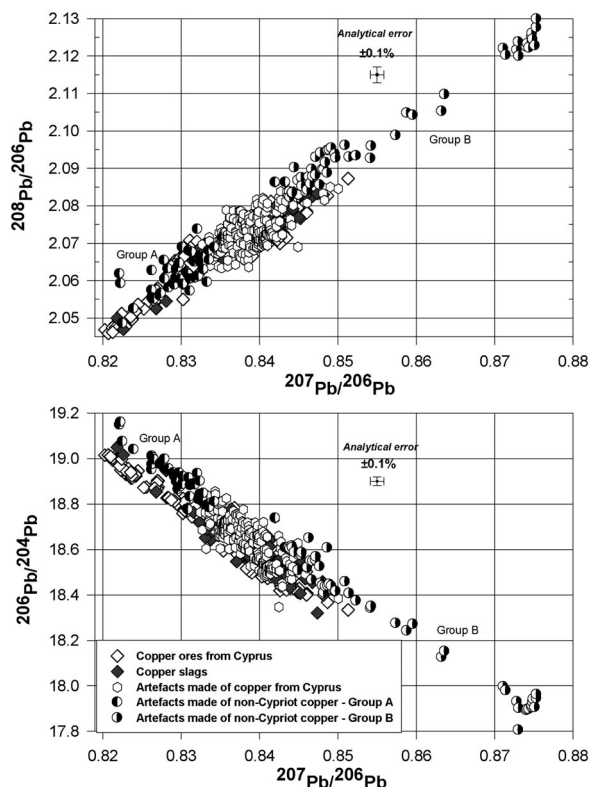 2.13
2.12
2.11
2.10
2.09
2.08
2.07
2.06
2.05
208Pb/206Pb
Analytical error
±0.1%
Group B
Group A
0.82 0.83 0.84 0.85 0.86 0.87 0.88
207Pb/206Pb
19.2
19.0
18.8
18.6
18.4
18.2
18.0
17.8
206Pb/204Pb
Group A
Analytical error
±0.1%
Group B
Copper ores from Cyprus
Copper slags
Artefacts made of copper from Cyprus
Artefacts made of non-Cypriot copper - Group A
Artefacts made of non-Cypriot copper - Group B
0.82 0.83 0.84 0.85 0.86 0.87 0.88
207Pb/206Pb